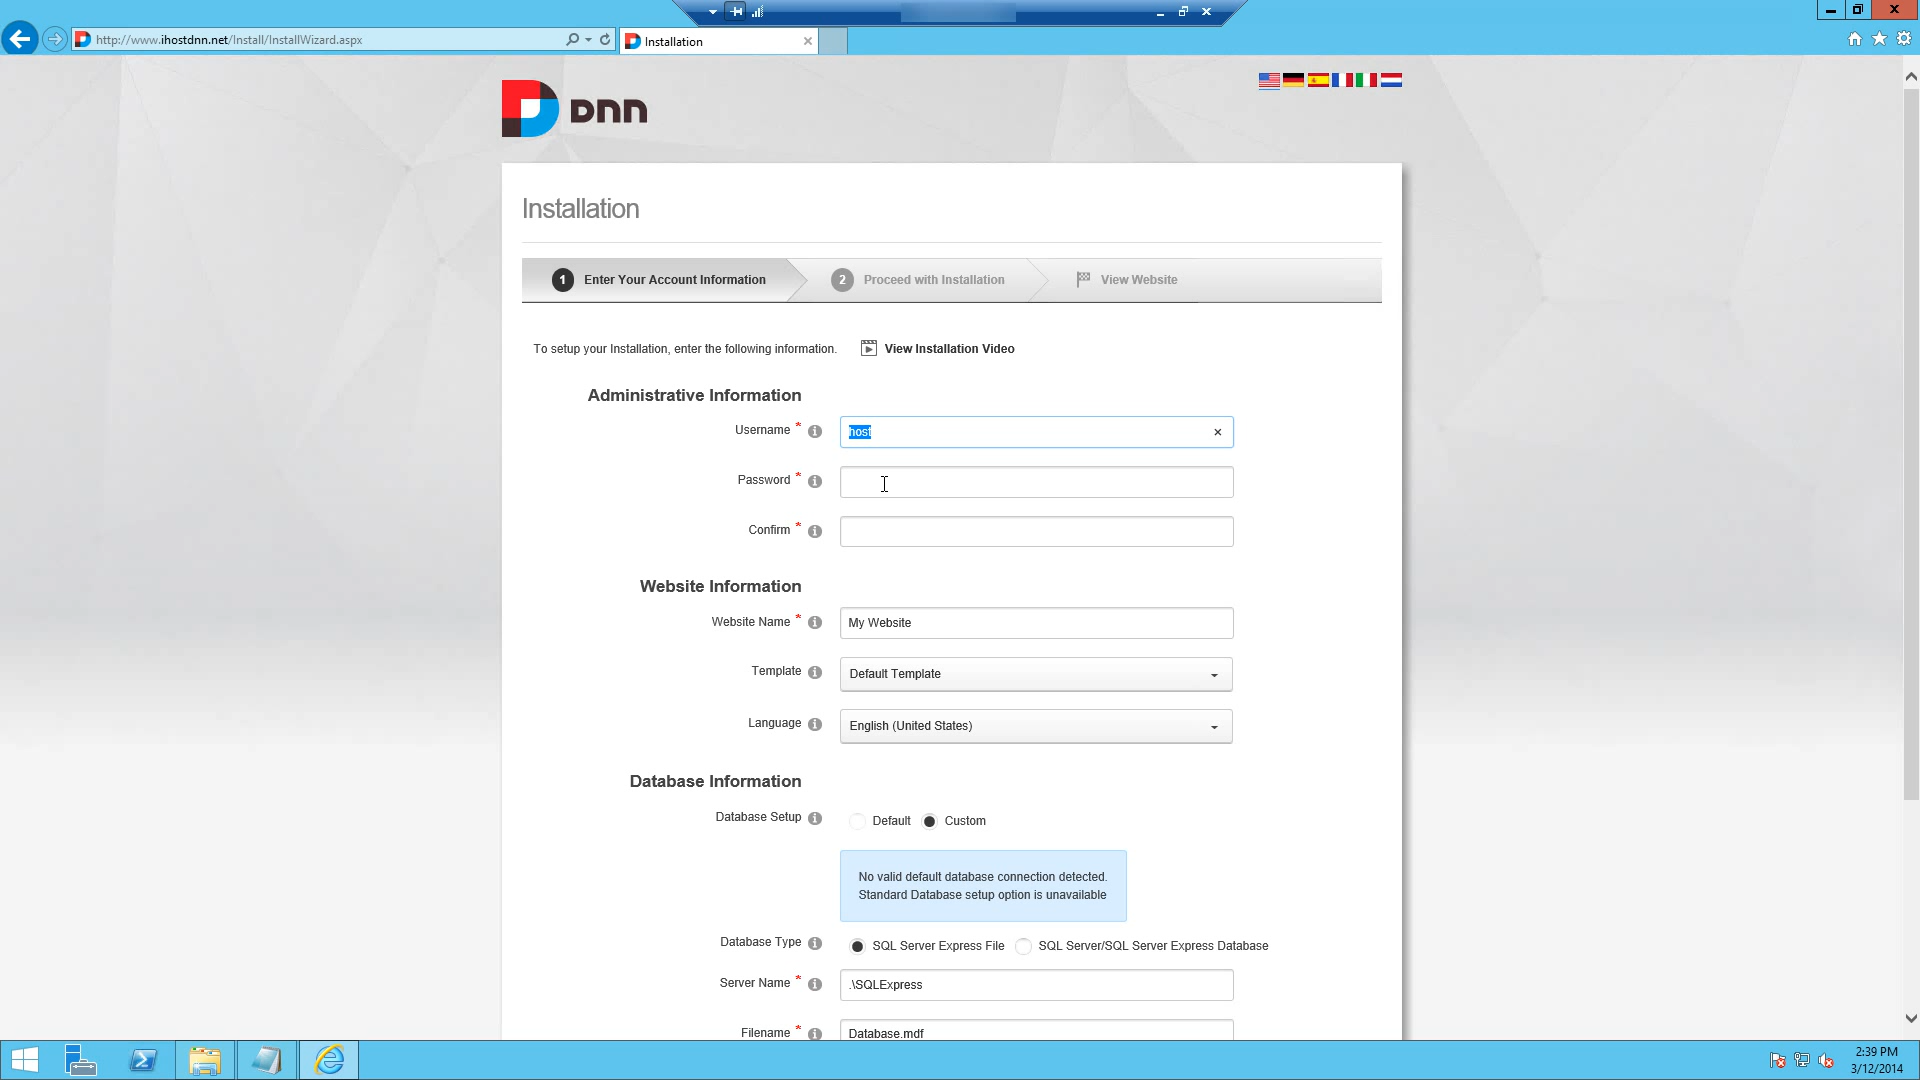 http://www.ihostdnn.net/Install/InstallWizard.aspx
Installation
DNN
Installation
1 Enter Your Account Information
2 Proceed with Installation
View Website
To setup your Installation, enter the following information.
View Installation Video
Administrative Information
Username * host
Password *
Confirm *
Website Information
Website Name * My Website
Template Default Template
Language English (United States)
Database Information
Database Setup Default Custom
No valid default database connection detected.
Standard Database setup option is unavailable
Database Type SQL Server Express File SQL Server/SQL Server Express Database
Server Name * .\SQLExpress
Filename * Database.mdf
2:39 PM
3/12/2014